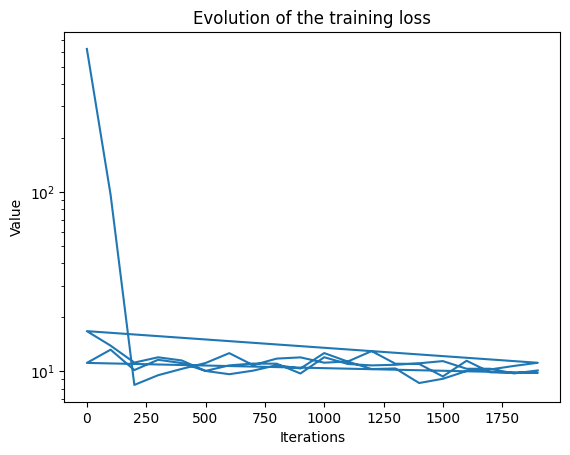 Evolution of the training loss
Value
10²
10¹
0 250 500 750 1000 1250 1500 1750
Iterations